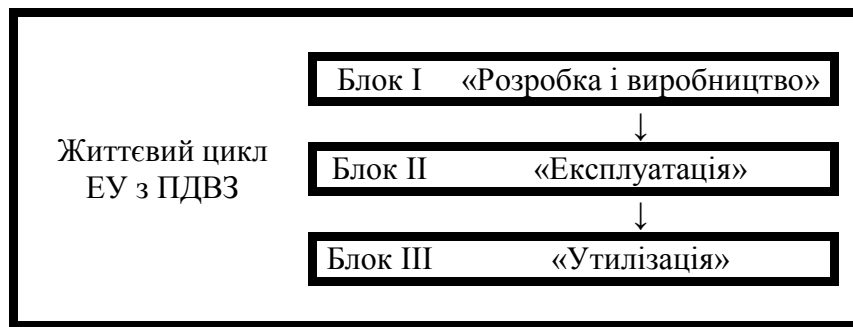 Блок I «Розробка і виробництво»
↓
Життєвий цикл
ЕУ з ПДВЗ
Блок II «Експлуатація»
↓
Блок III «Утилізація»